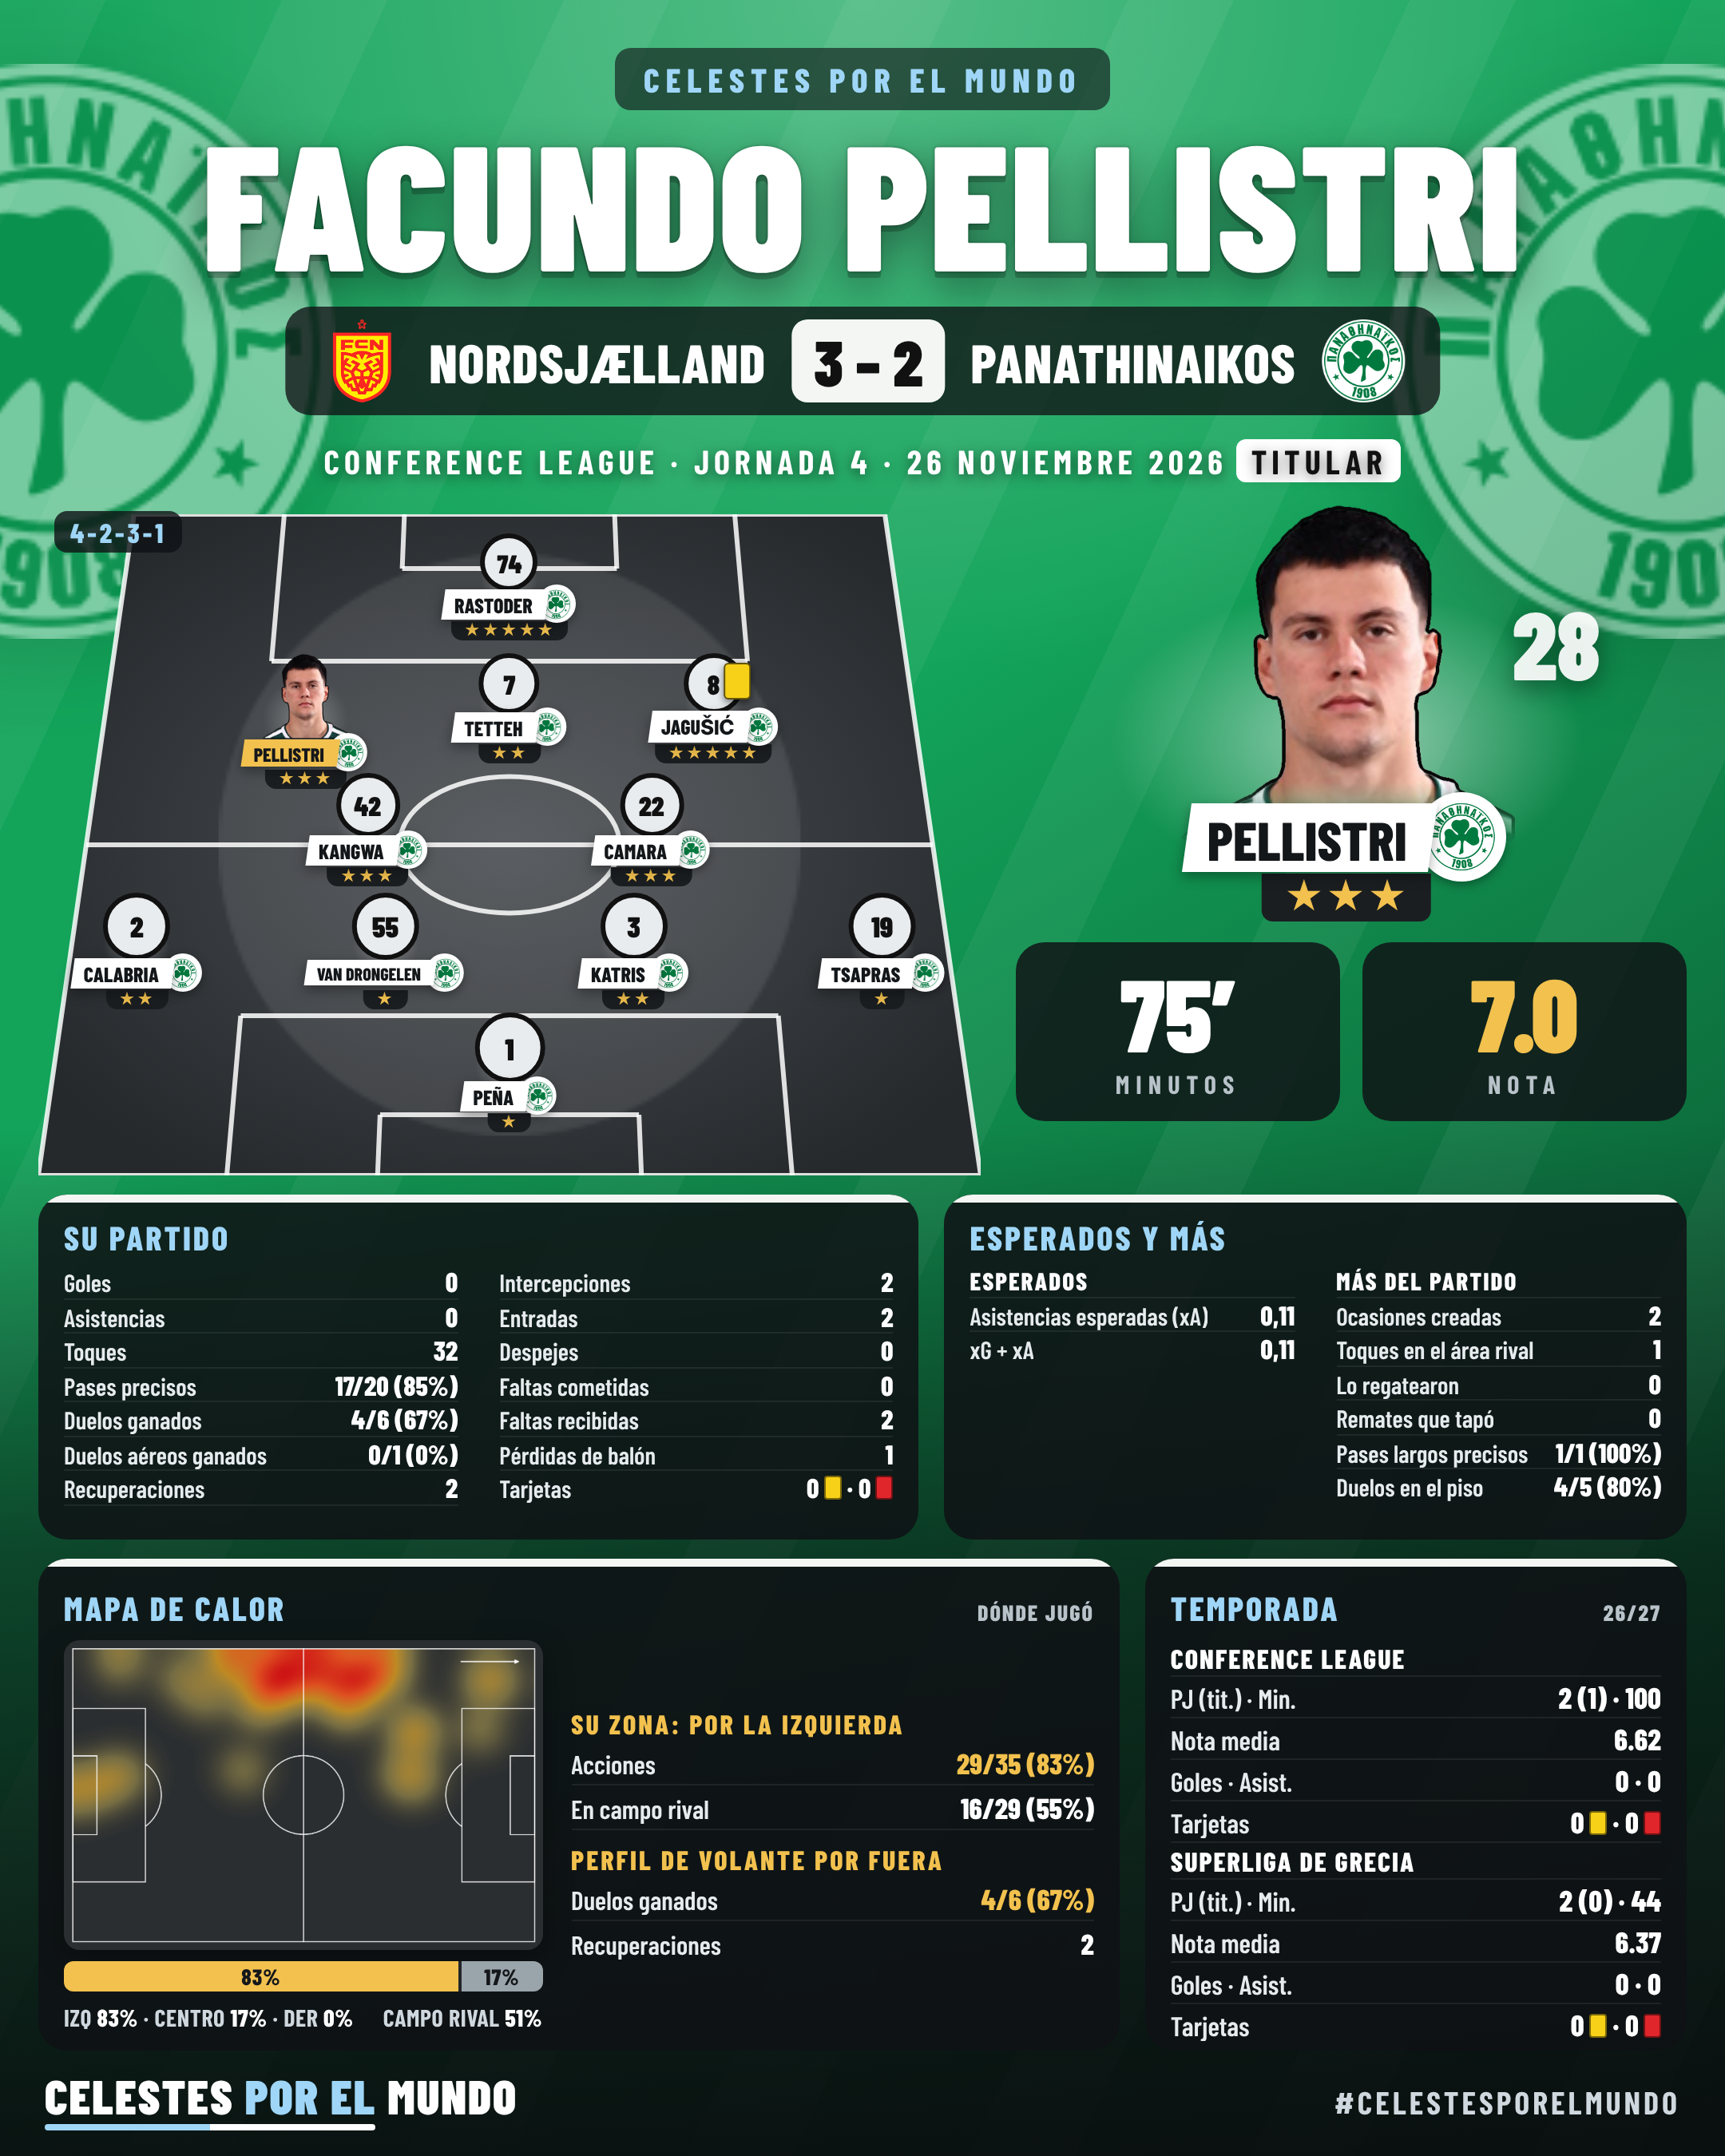 CELESTES POR EL MUNDO
FACUNDO PELLISTRI
FCN NORDSJÆLLAND 3 - 2 PANATHINAIKOS ΠΑΝΑΘΗΝΑΪΚΟΣ 1908
CONFERENCE LEAGUE · JORNADA 4 · 26 NOVIEMBRE 2026 TITULAR
4-2-3-1
74
RASTODER
7
8
TETTEH
JAGUŠIĆ
PELLISTRI
42
22
KANGWA
CAMARA
2
55
3
19
CALABRIA
VAN DRONGELEN
KATRIS
TSAPRAS
1
PEÑA
28
PELLISTRI
75’
MINUTOS
7.0
NOTA
SU PARTIDO
Goles 0
Asistencias 0
Toques 32
Pases precisos 17/20 (85%)
Duelos ganados 4/6 (67%)
Duelos aéreos ganados 0/1 (0%)
Recuperaciones 2
Intercepciones 2
Entradas 2
Despejes 0
Faltas cometidas 0
Faltas recibidas 2
Pérdidas de balón 1
Tarjetas 0 · 0
ESPERADOS Y MÁS
ESPERADOS
Asistencias esperadas (xA) 0,11
xG + xA 0,11
MÁS DEL PARTIDO
Ocasiones creadas 2
Toques en el área rival 1
Lo regatearon 0
Remates que tapó 0
Pases largos precisos 1/1 (100%)
Duelos en el piso 4/5 (80%)
MAPA DE CALOR
DÓNDE JUGÓ
SU ZONA: POR LA IZQUIERDA
Acciones 29/35 (83%)
En campo rival 16/29 (55%)
PERFIL DE VOLANTE POR FUERA
Duelos ganados 4/6 (67%)
Recuperaciones 2
83% 17%
IZQ 83% · CENTRO 17% · DER 0% CAMPO RIVAL 51%
TEMPORADA 26/27
CONFERENCE LEAGUE
PJ (tit.) · Min. 2 (1) · 100
Nota media 6.62
Goles · Asist. 0 · 0
Tarjetas 0 · 0
SUPERLIGA DE GRECIA
PJ (tit.) · Min. 2 (0) · 44
Nota media 6.37
Goles · Asist. 0 · 0
Tarjetas 0 · 0
CELESTES POR EL MUNDO
#CELESTESPORELMUNDO